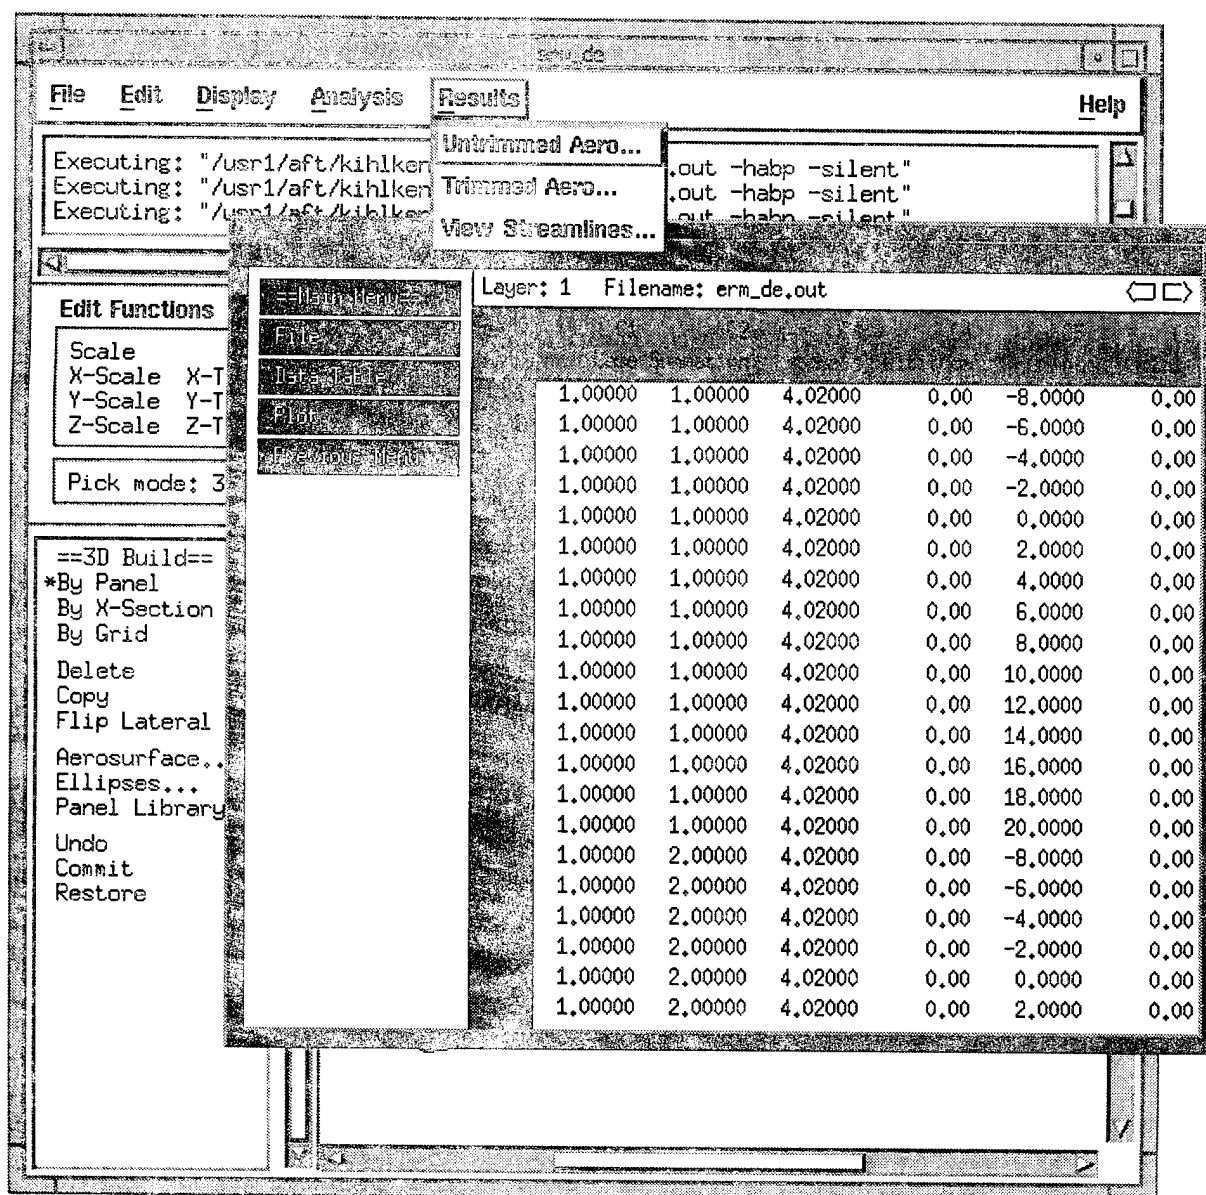 File Edit Display Analysis Results Help
Untrimmed Aero...
Trimmed Aero...
View Streamlines...
Executing: "/usr1/aft/kihlken .out -habp -silent"
Executing: "/usr1/aft/kihlken .out -habp -silent"
Executing: "/usr1/aft/kihlken .out -habp -silent"
Edit Functions
Scale
X-Scale X-T
Y-Scale Y-T
Z-Scale Z-T
Pick mode: 3
==3D Build==
*By Panel
By X-Section
By Grid
Delete
Copy
Flip Lateral
Aerosurface..
Ellipses...
Panel Library
Undo
Commit
Restore
==Main Menu==
File
Data Table
Plot
Previous Menu
Layer: 1 Filename: erm_de.out
1.00000 1.00000 4.02000 0.00 -8.0000 0.00
1.00000 1.00000 4.02000 0.00 -6.0000 0.00
1.00000 1.00000 4.02000 0.00 -4.0000 0.00
1.00000 1.00000 4.02000 0.00 -2.0000 0.00
1.00000 1.00000 4.02000 0.00 0.0000 0.00
1.00000 1.00000 4.02000 0.00 2.0000 0.00
1.00000 1.00000 4.02000 0.00 4.0000 0.00
1.00000 1.00000 4.02000 0.00 6.0000 0.00
1.00000 1.00000 4.02000 0.00 8.0000 0.00
1.00000 1.00000 4.02000 0.00 10.0000 0.00
1.00000 1.00000 4.02000 0.00 12.0000 0.00
1.00000 1.00000 4.02000 0.00 14.0000 0.00
1.00000 1.00000 4.02000 0.00 16.0000 0.00
1.00000 1.00000 4.02000 0.00 18.0000 0.00
1.00000 1.00000 4.02000 0.00 20.0000 0.00
1.00000 2.00000 4.02000 0.00 -8.0000 0.00
1.00000 2.00000 4.02000 0.00 -6.0000 0.00
1.00000 2.00000 4.02000 0.00 -4.0000 0.00
1.00000 2.00000 4.02000 0.00 -2.0000 0.00
1.00000 2.00000 4.02000 0.00 0.0000 0.00
1.00000 2.00000 4.02000 0.00 2.0000 0.00